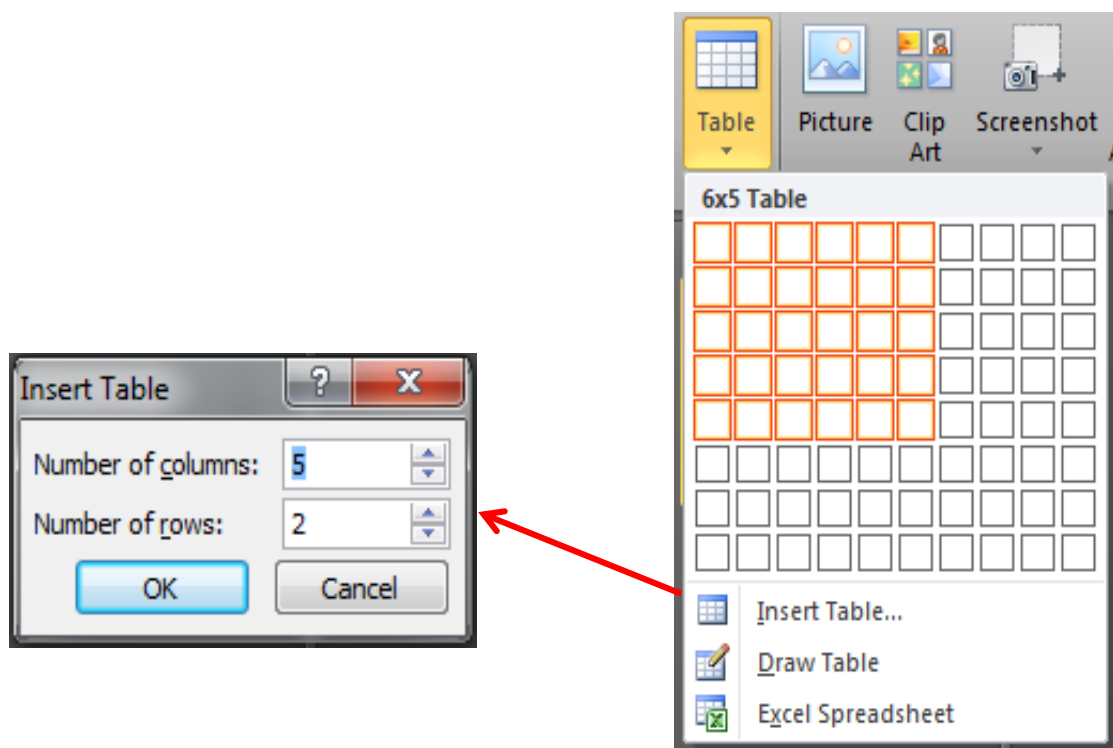 Table
Picture
Clip
Art
Screenshot
6x5 Table
Insert Table...
Draw Table
Excel Spreadsheet
Insert Table
?
X
Number of columns: 5
Number of rows: 2
OK
Cancel